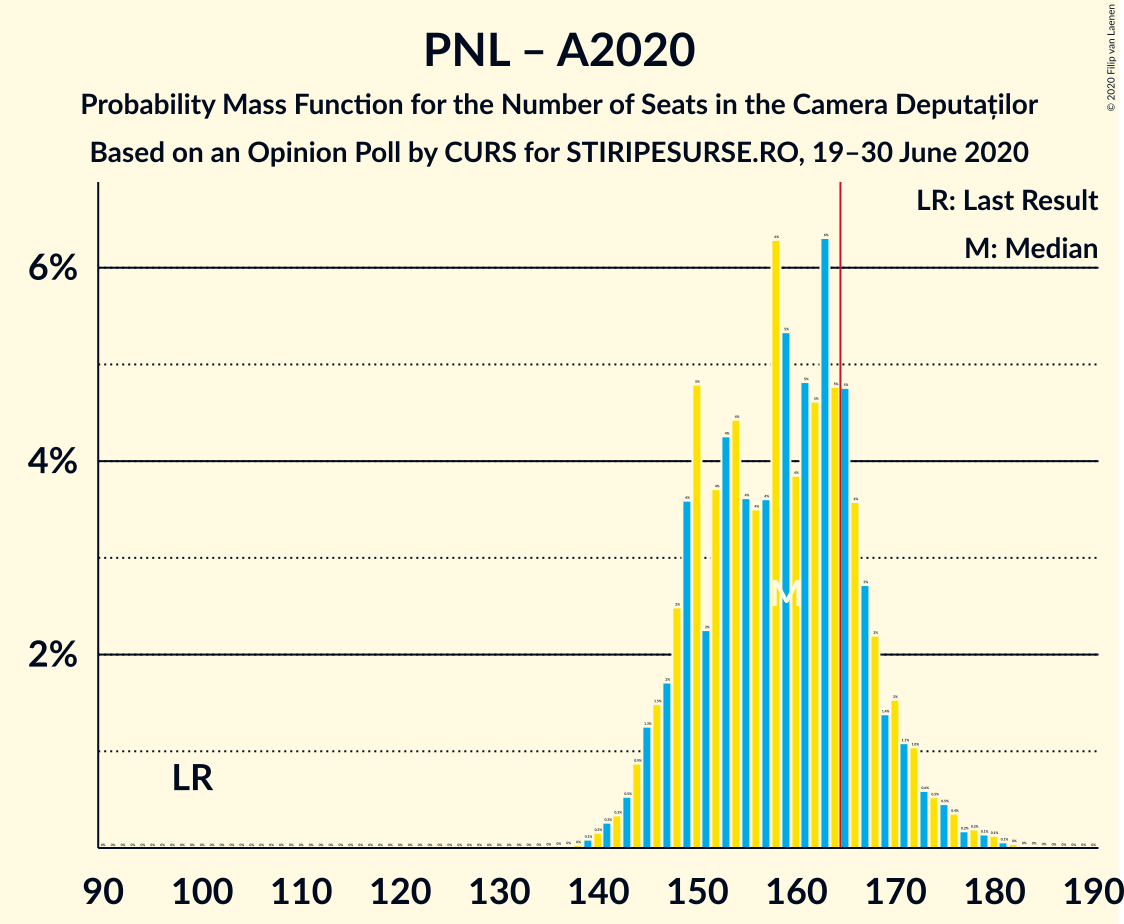 PNL – A2020
Probability Mass Function for the Number of Seats in the Camera Deputaților
Based on an Opinion Poll by CURS for STIRIPESURSE.RO, 19–30 June 2020
© 2020 Filip van Laenen
LR: Last Result
M: Median
6%
4%
2%
LR
M
90 100 110 120 130 140 150 160 170 180 190